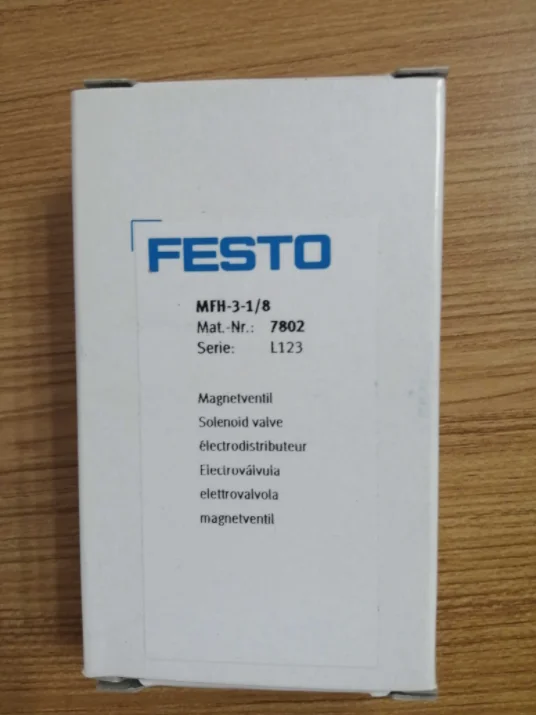 FESTO
MFH-3-1/8
Mat.-Nr.: 7802
Serie: L123
Magnetventil
Solenoid valve
électrodistributeur
Electroválvula
elettrovalvola
magnetventil